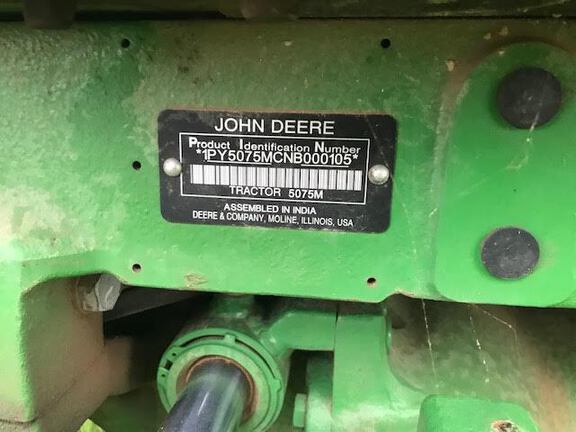 JOHN DEERE
Product Identification Number
*1PY5075MCNB000105*
TRACTOR 5075M
ASSEMBLED IN INDIA
DEERE & COMPANY, MOLINE, ILLINOIS, USA